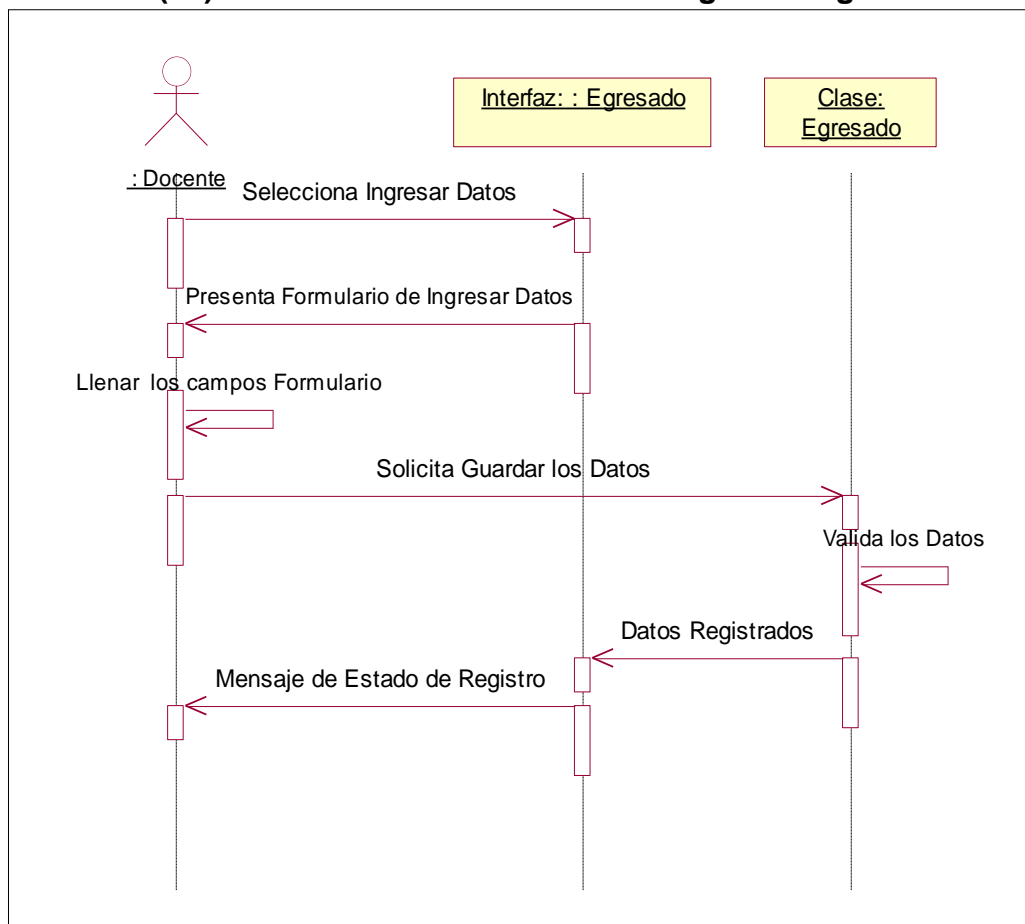 Interfaz: : Egresado
Clase:
Egresado
: Docente
Selecciona Ingresar Datos
Presenta Formulario de Ingresar Datos
Llenar los campos Formulario
Solicita Guardar los Datos
Valida los Datos
Datos Registrados
Mensaje de Estado de Registro